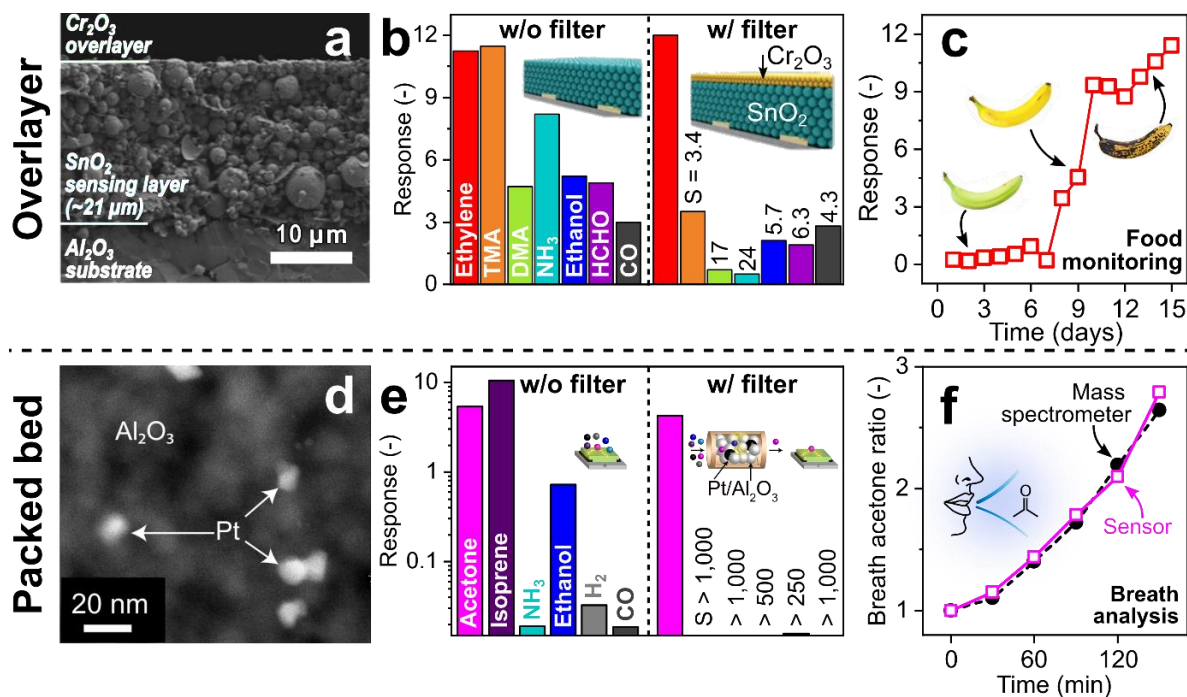 Overlayer
Cr₂O₃
overlayer
a
SnO₂
sensing layer
(~21 µm)
Al₂O₃
substrate
10 µm
b
w/o filter
w/ filter
Response (-)
12
9
6
3
0
Ethylene
TMA
DMA
NH₃
Ethanol
HCHO
CO
Cr₂O₃
SnO₂
S = 3.4
17
24
5.7
6.3
4.3
c
Response (-)
12
9
6
3
0
Food
monitoring
0 3 6 9 12 15
Time (days)
Packed bed
d
Al₂O₃
Pt
20 nm
e
w/o filter
w/ filter
Response (-)
10
1
0.1
Acetone
Isoprene
NH₃
Ethanol
H₂
CO
Pt/Al₂O₃
S > 1,000
> 1,000
> 500
> 250
> 1,000
f
Breath acetone ratio (-)
3
2
1
Mass
spectrometer
O
Sensor
Breath
analysis
0 60 120
Time (min)